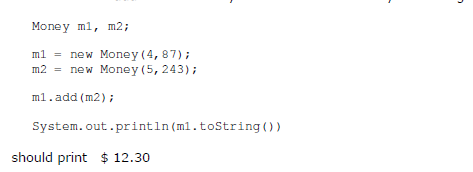 Money m1, m2;
m1 = new Money(4,87);
m2 = new Money(5,243);
m1.add(m2);
System.out.println(m1.toString())
should print $ 12.30